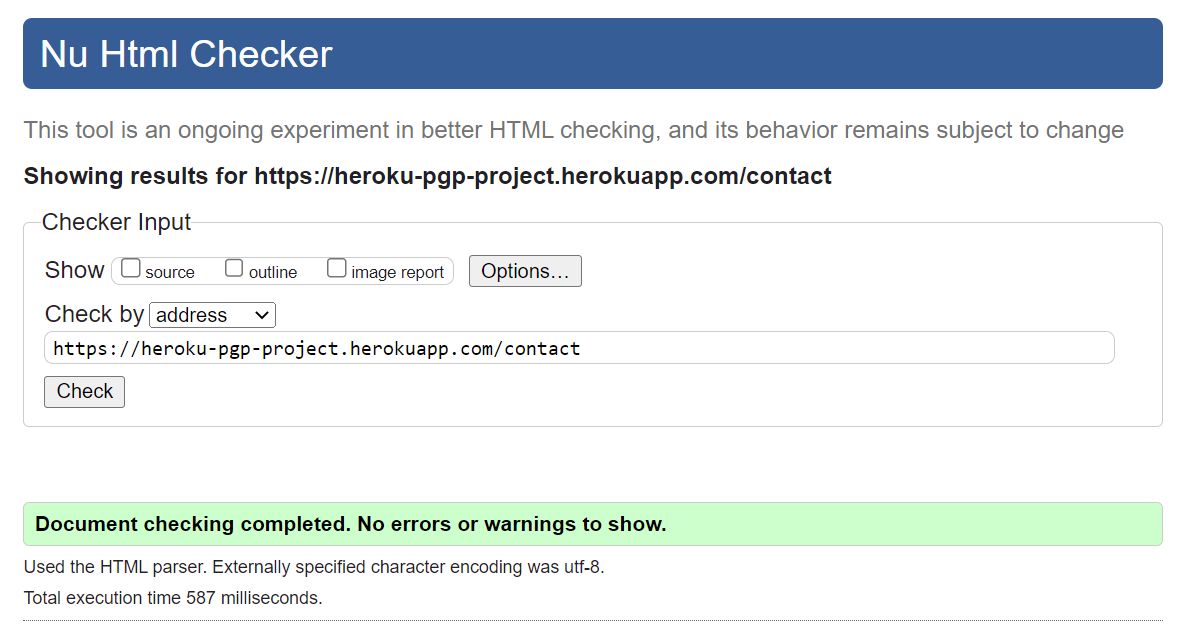 Nu Html Checker
This tool is an ongoing experiment in better HTML checking, and its behavior remains subject to change
Showing results for https://heroku-pgp-project.herokuapp.com/contact
Checker Input
Show source outline image report Options...
Check by address
https://heroku-pgp-project.herokuapp.com/contact
Check
Document checking completed. No errors or warnings to show.
Used the HTML parser. Externally specified character encoding was utf-8.
Total execution time 587 milliseconds.